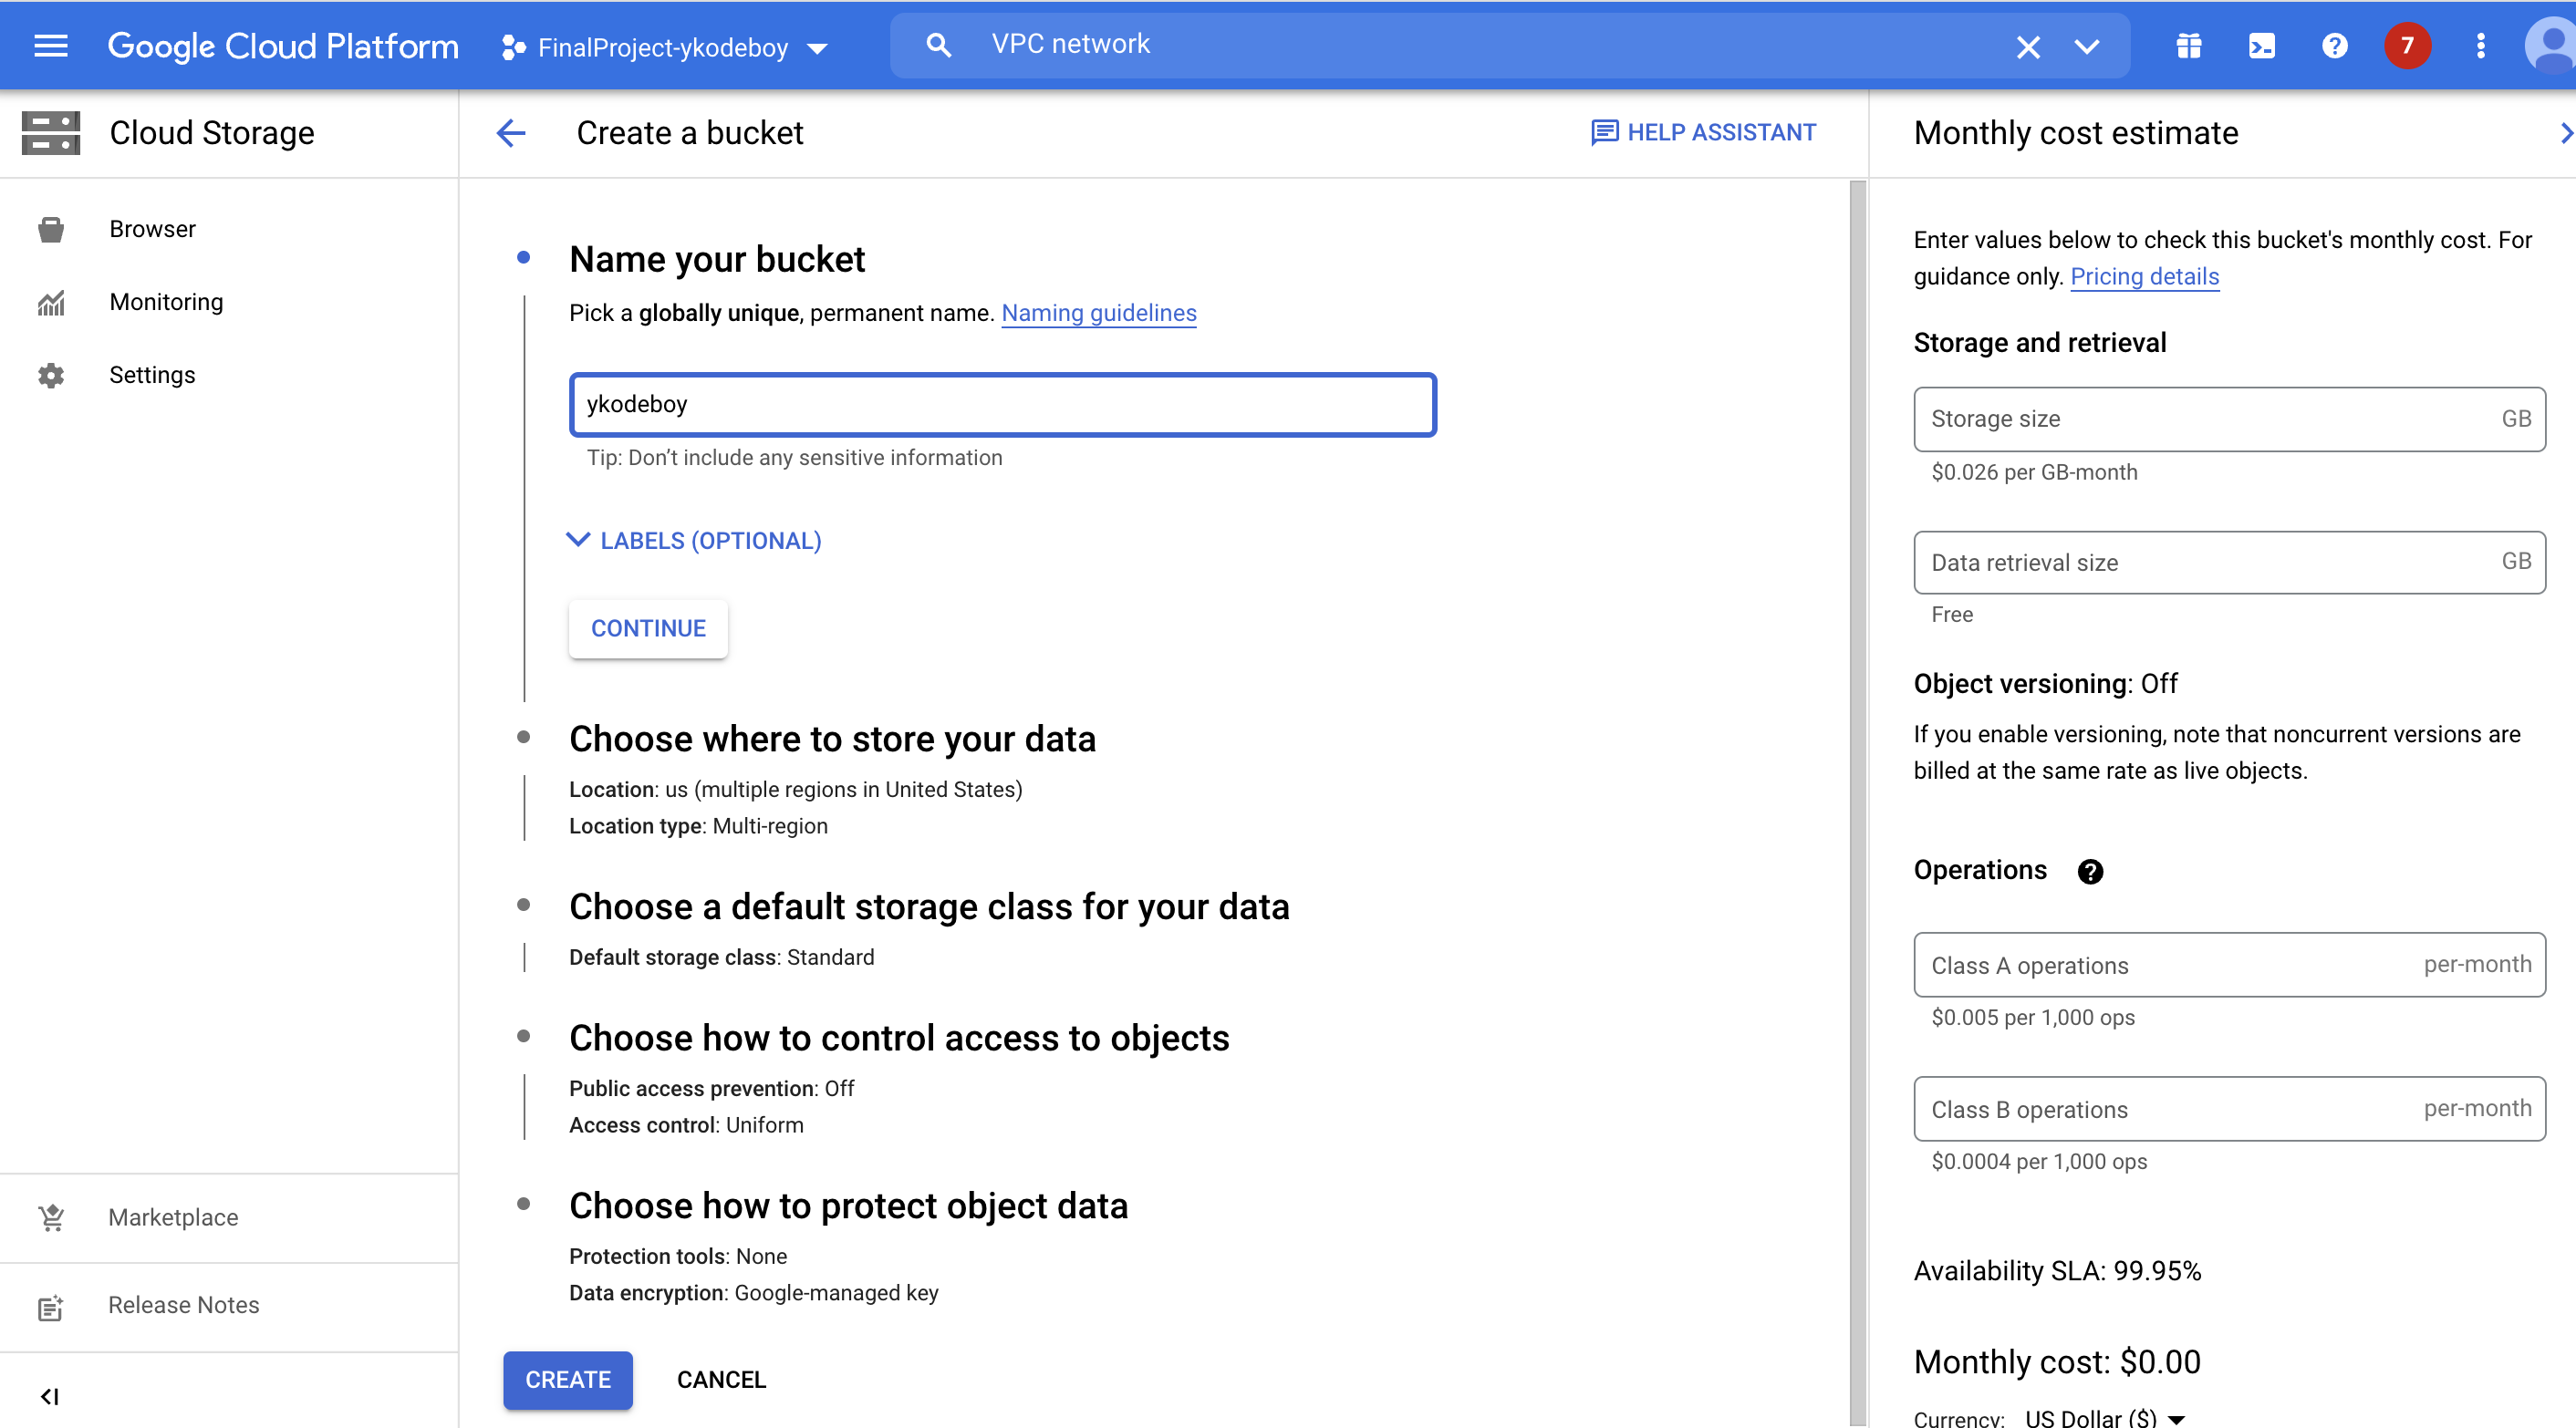 Google Cloud Platform
FinalProject-ykodeboy
VPC network
7
Cloud Storage
Browser
Monitoring
Settings
Marketplace
Release Notes
Create a bucket
HELP ASSISTANT
Name your bucket
Pick a globally unique, permanent name. Naming guidelines
ykodeboy
Tip: Don’t include any sensitive information
LABELS (OPTIONAL)
CONTINUE
Choose where to store your data
Location: us (multiple regions in United States)
Location type: Multi-region
Choose a default storage class for your data
Default storage class: Standard
Choose how to control access to objects
Public access prevention: Off
Access control: Uniform
Choose how to protect object data
Protection tools: None
Data encryption: Google-managed key
CREATE
CANCEL
Monthly cost estimate
Enter values below to check this bucket's monthly cost. For
guidance only. Pricing details
Storage and retrieval
Storage size GB
$0.026 per GB-month
Data retrieval size GB
Free
Object versioning: Off
If you enable versioning, note that noncurrent versions are
billed at the same rate as live objects.
Operations
Class A operations per-month
$0.005 per 1,000 ops
Class B operations per-month
$0.0004 per 1,000 ops
Availability SLA: 99.95%
Monthly cost: $0.00
Currency: US Dollar ($)